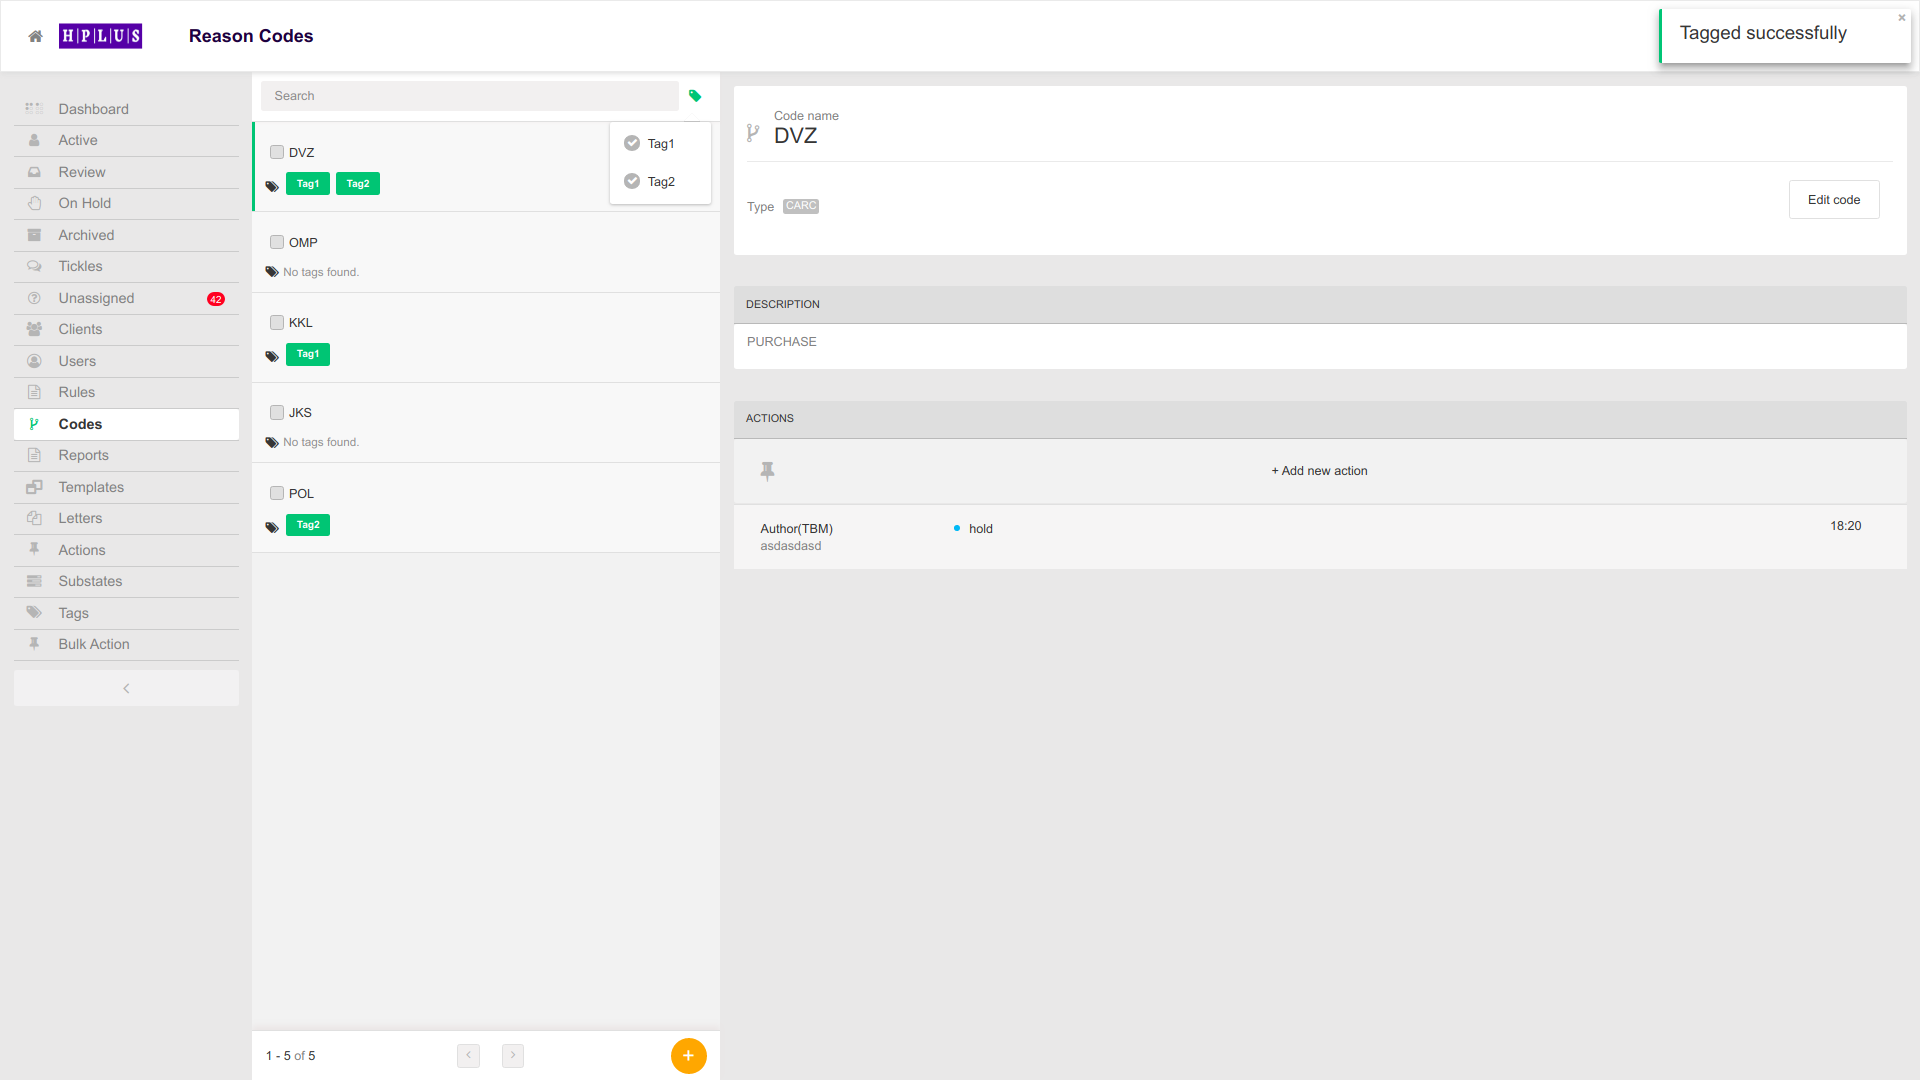 H|P|L|U|S
Reason Codes
Tagged successfully
×
Dashboard
Active
Review
On Hold
Archived
Tickles
Unassigned 42
Clients
Users
Rules
Codes
Reports
Templates
Letters
Actions
Substates
Tags
Bulk Action
Search
DVZ
Tag1 Tag2
Tag1
Tag2
OMP
No tags found.
KKL
Tag1
JKS
No tags found.
POL
Tag2
1 - 5 of 5
+
Code name
DVZ
Type CARC
Edit code
DESCRIPTION
PURCHASE
ACTIONS
+ Add new action
Author(TBM) hold 18:20
asdasdasd